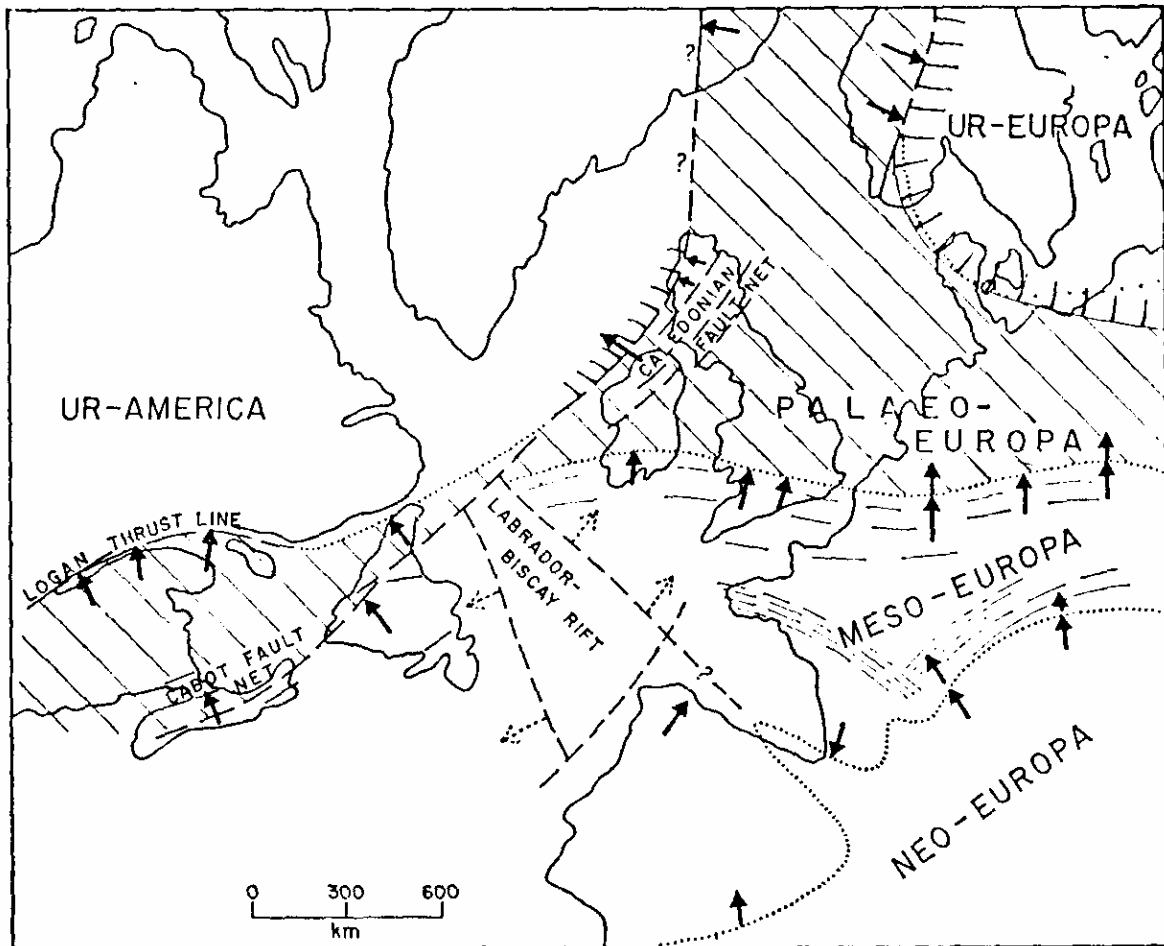 ?
?
UR-EUROPA
CALEDONIAN
FAULT NET
UR-AMERICA
PALAEO-
EUROPA
LOGAN THRUST LINE
LABRADOR-
BISCAY RIFT
MESO-EUROPA
CABOT FAULT
NET
?
NEO-EUROPA
0 300 600
km